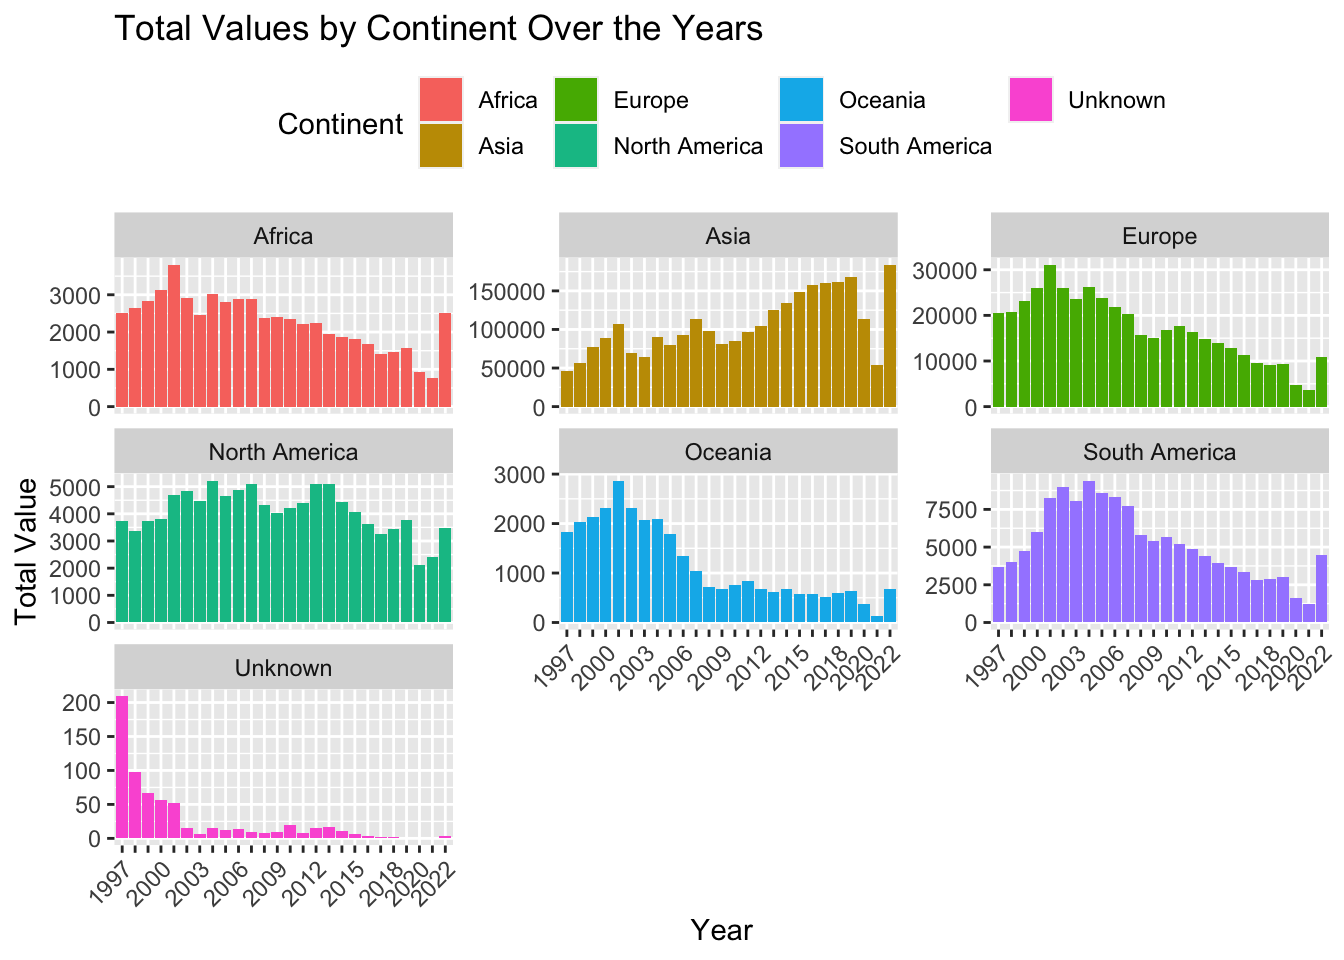 Total Values by Continent Over the Years
Continent
Africa
Europe
Oceania
Unknown
Asia
North America
South America
Total Value
Africa
3000
2000
1000
0
Asia
150000
100000
50000
0
Europe
30000
20000
10000
0
North America
5000
4000
3000
2000
1000
0
Oceania
3000
2000
1000
0
1997 2000 2003 2006 2009 2012 2015 2018 2020 2022
South America
7500
5000
2500
0
1997 2000 2003 2006 2009 2012 2015 2018 2020 2022
Unknown
200
150
100
50
0
1997 2000 2003 2006 2009 2012 2015 2018 2020 2022
Year